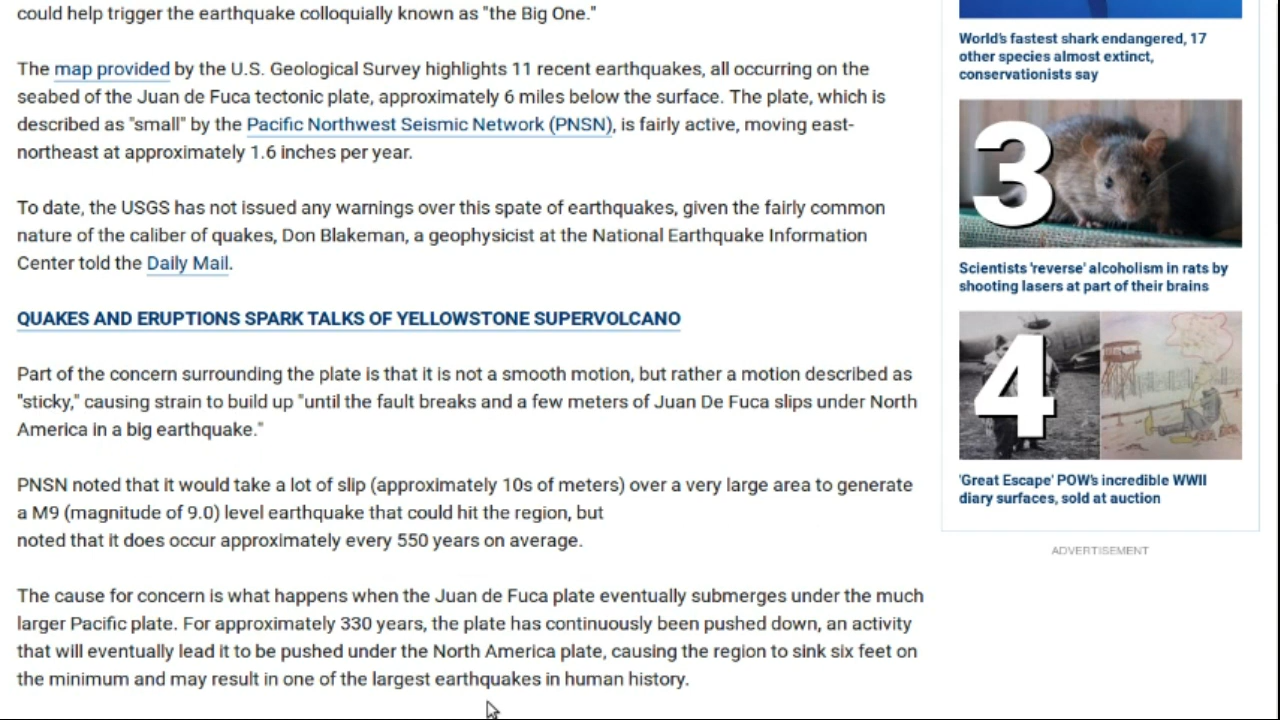 could help trigger the earthquake colloquially known as "the Big One."
The map provided by the U.S. Geological Survey highlights 11 recent earthquakes, all occurring on the
seabed of the Juan de Fuca tectonic plate, approximately 6 miles below the surface. The plate, which is
described as "small" by the Pacific Northwest Seismic Network (PNSN), is fairly active, moving east-
northeast at approximately 1.6 inches per year.
To date, the USGS has not issued any warnings over this spate of earthquakes, given the fairly common
nature of the caliber of quakes, Don Blakeman, a geophysicist at the National Earthquake Information
Center told the Daily Mail.
QUAKES AND ERUPTIONS SPARK TALKS OF YELLOWSTONE SUPERVOLCANO
Part of the concern surrounding the plate is that it is not a smooth motion, but rather a motion described as
"sticky," causing strain to build up "until the fault breaks and a few meters of Juan De Fuca slips under North
America in a big earthquake."
PNSN noted that it would take a lot of slip (approximately 10s of meters) over a very large area to generate
a M9 (magnitude of 9.0) level earthquake that could hit the region, but
noted that it does occur approximately every 550 years on average.
The cause for concern is what happens when the Juan de Fuca plate eventually submerges under the much
larger Pacific plate. For approximately 330 years, the plate has continuously been pushed down, an activity
that will eventually lead it to be pushed under the North America plate, causing the region to sink six feet on
the minimum and may result in one of the largest earthquakes in human history.
World's fastest shark endangered, 17
other species almost extinct,
conservationists say
3
Scientists 'reverse' alcoholism in rats by
shooting lasers at part of their brains
4
'Great Escape' POW's incredible WWII
diary surfaces, sold at auction
ADVERTISEMENT